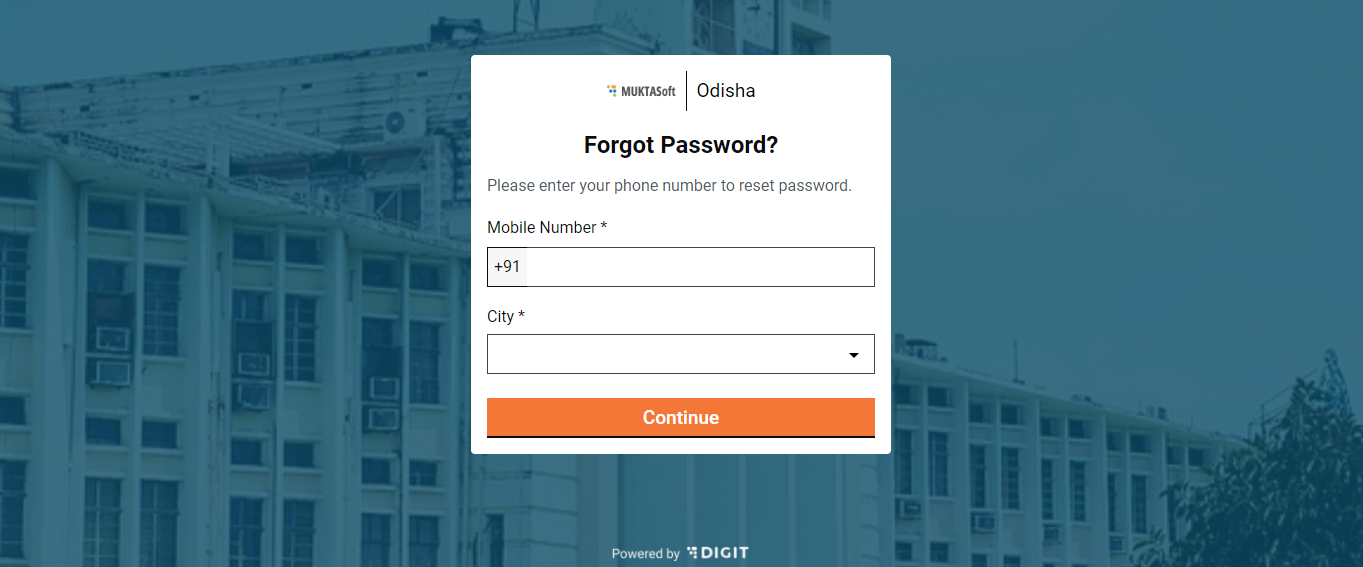 MUKTASoft Odisha
Forgot Password?
Please enter your phone number to reset password.
Mobile Number *
+91
City *
Continue
Powered by DIGIT